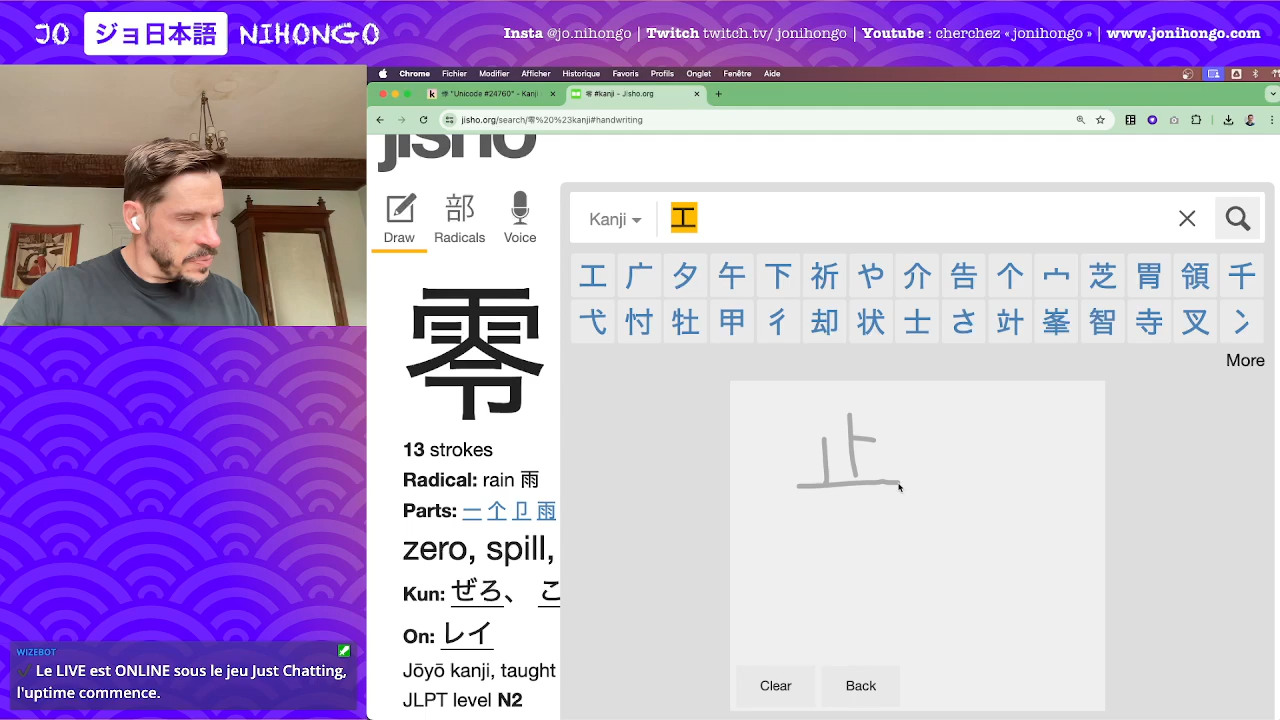 JO ジョ日本語 NIHONGO
Insta @jo.nihongo | Twitch twitch.tv/ jonihongo | Youtube : cherchez « jonihongo » | www.jonihongo.com
Chrome Fichier Modifier Afficher Historique Favoris Profils Onglet Fenêtre Aide
"Unicode #24760" - Kanji
零 #kanji - Jisho.org
jisho.org/search/零%20%23kanji#handwriting
jisho
Draw
部 Radicals
Voice
Kanji 工
工 广 夕 午 下 祈 や 介 告 个 宀 芝 胃 領 千
弋 忖 牡 甲 彳 却 状 士 さ 竍 峯 智 寺 叉 ン
More
零
止
13 strokes
Radical: rain 雨
Parts: 一 个 卩 雨
zero, spill,
Kun: ぜろ、 こ
On: レイ
Jōyō kanji, taught
JLPT level N2
Clear Back
WIZEBOT
✓ Le LIVE est ONLINE sous le jeu Just Chatting,
l'uptime commence.